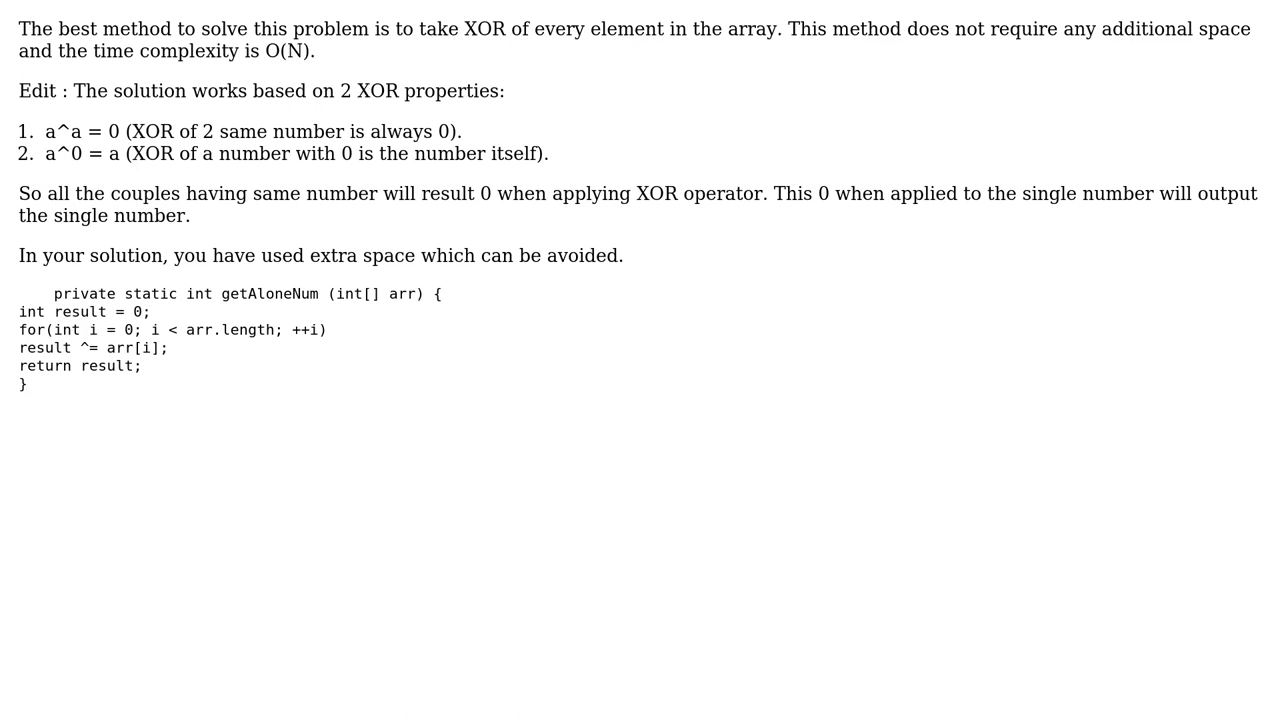 The best method to solve this problem is to take XOR of every element in the array. This method does not require any additional space
and the time complexity is O(N).
Edit : The solution works based on 2 XOR properties:
1. a^a = 0 (XOR of 2 same number is always 0).
2. a^0 = a (XOR of a number with 0 is the number itself).
So all the couples having same number will result 0 when applying XOR operator. This 0 when applied to the single number will output
the single number.
In your solution, you have used extra space which can be avoided.
    private static int getAloneNum (int[] arr) {
int result = 0;
for(int i = 0; i < arr.length; ++i)
result ^= arr[i];
return result;
}